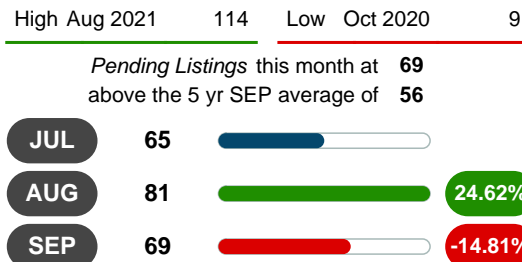 High Aug 2021 114 Low Oct 2020 9
Pending Listings this month at 69
above the 5 yr SEP average of 56
JUL 65
AUG 81 24.62%
SEP 69 -14.81%